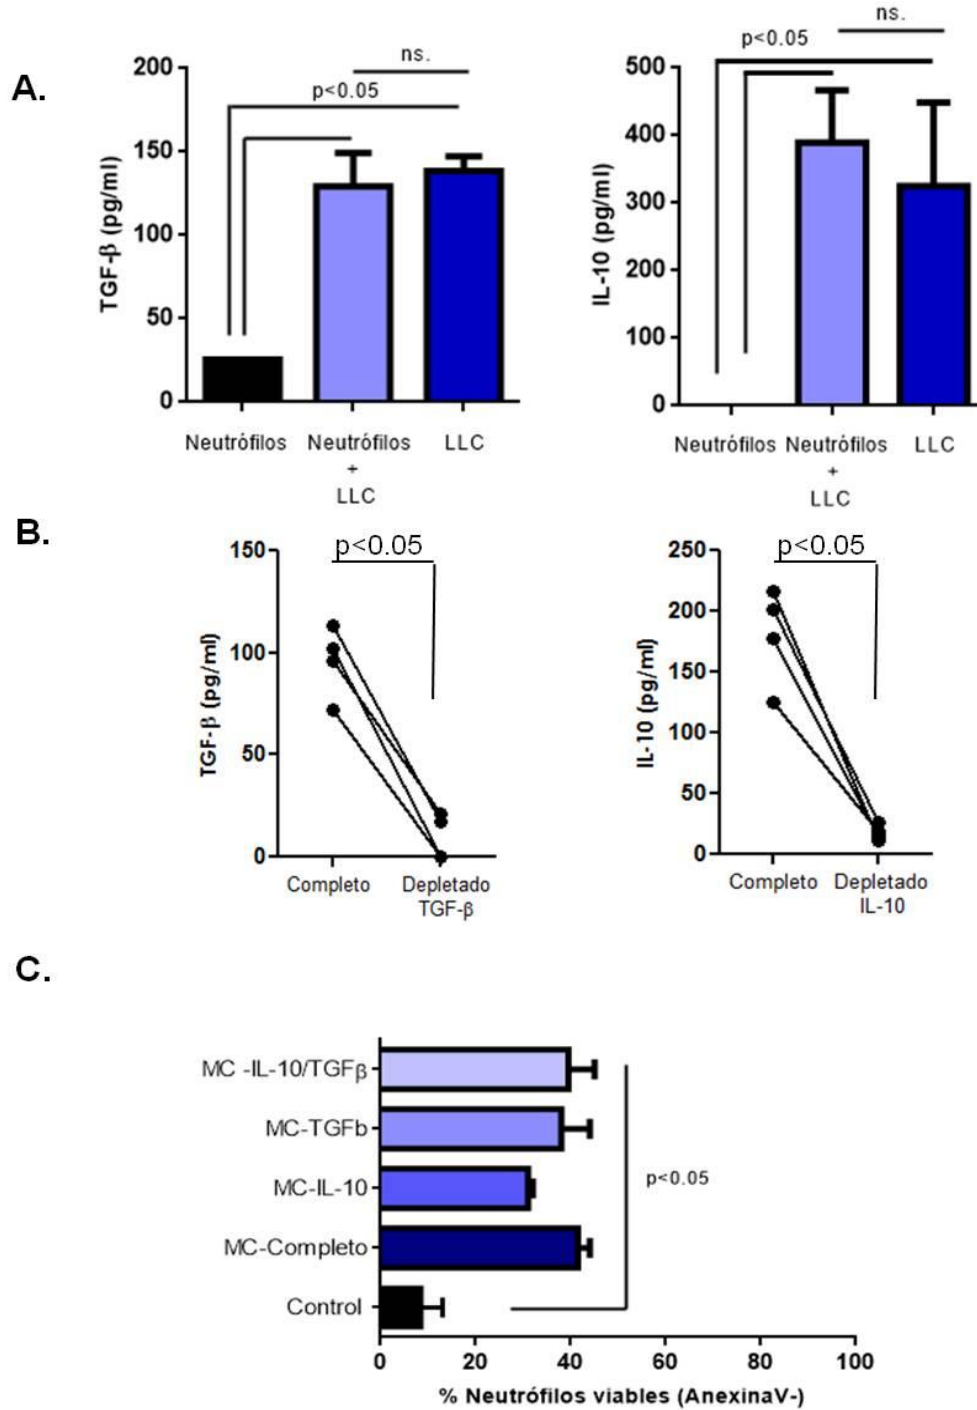 A.
TGF-β (pg/ml)
200
150
100
50
0
ns.
p<0.05
Neutrófilos
Neutrófilos
+
LLC
LLC
IL-10 (pg/ml)
500
400
300
200
100
0
ns.
p<0.05
Neutrófilos
Neutrófilos
+
LLC
LLC
B.
TGF-β (pg/ml)
150
100
50
0
p<0.05
Completo
Depletado
TGF-β
IL-10 (pg/ml)
250
200
150
100
50
0
p<0.05
Completo
Depletado
IL-10
C.
MC -IL-10/TGFβ
MC-TGFb
MC-IL-10
MC-Completo
Control
p<0.05
0 20 40 60 80 100
% Neutrófilos viables (AnexinaV-)